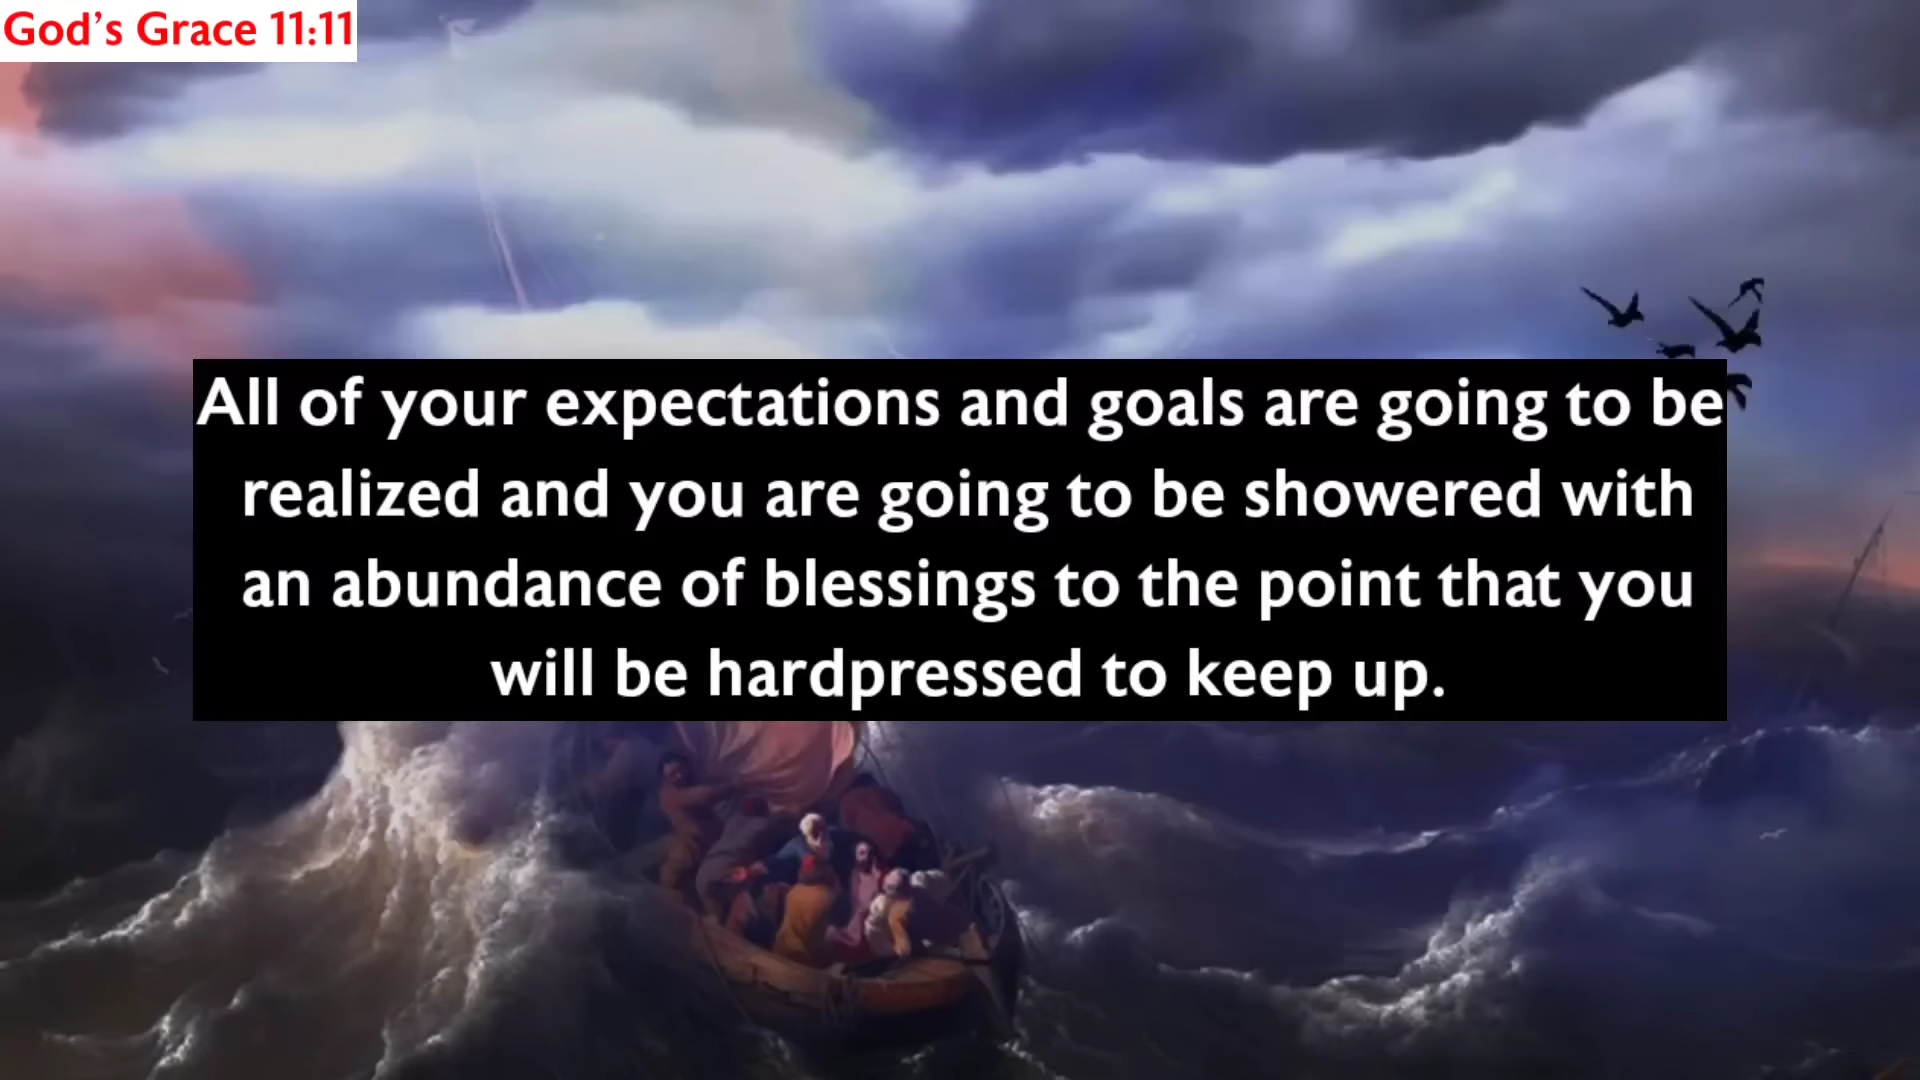 God’s Grace 11:11
All of your expectations and goals are going to be
realized and you are going to be showered with
an abundance of blessings to the point that you
will be hardpressed to keep up.